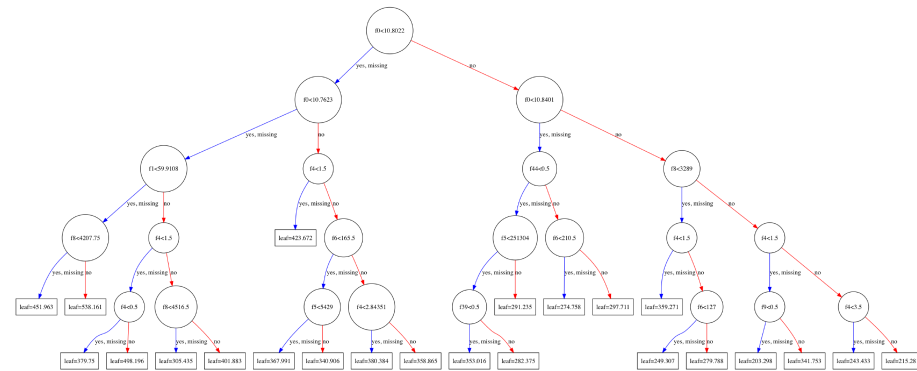 f0<10.8022
yes, missing
no
f0<10.7623
f0<10.8401
yes, missing
no
yes, missing
no
f1<59.9108
f4<1.5
f44<0.5
f8<3289
yes, missing
no
yes, missing
no
yes, missing
no
yes, missing
no
f8<4207.75
f4<1.5
leaf=423.672
f6<165.5
f5<251304
f6<210.5
f4<1.5
f4<1.5
yes, missing
no
yes, missing
no
yes, missing
no
yes, missing
no
yes, missing
no
yes, missing
no
yes, missing
no
leaf=451.963
leaf=538.161
f4<0.5
f8<4516.5
f5<5429
f4<2.84351
f39<0.5
leaf=291.235
leaf=274.758
leaf=297.711
leaf=359.271
f6<127
f9<0.5
f4<3.5
yes, missing
no
yes, missing
no
yes, missing
no
yes, missing
no
yes, missing
no
yes, missing
no
yes, missing
no
yes, missing
no
leaf=379.75
leaf=498.196
leaf=305.435
leaf=401.883
leaf=367.991
leaf=340.906
leaf=380.384
leaf=358.865
leaf=353.016
leaf=282.375
leaf=249.307
leaf=279.788
leaf=203.298
leaf=341.753
leaf=243.433
leaf=215.28